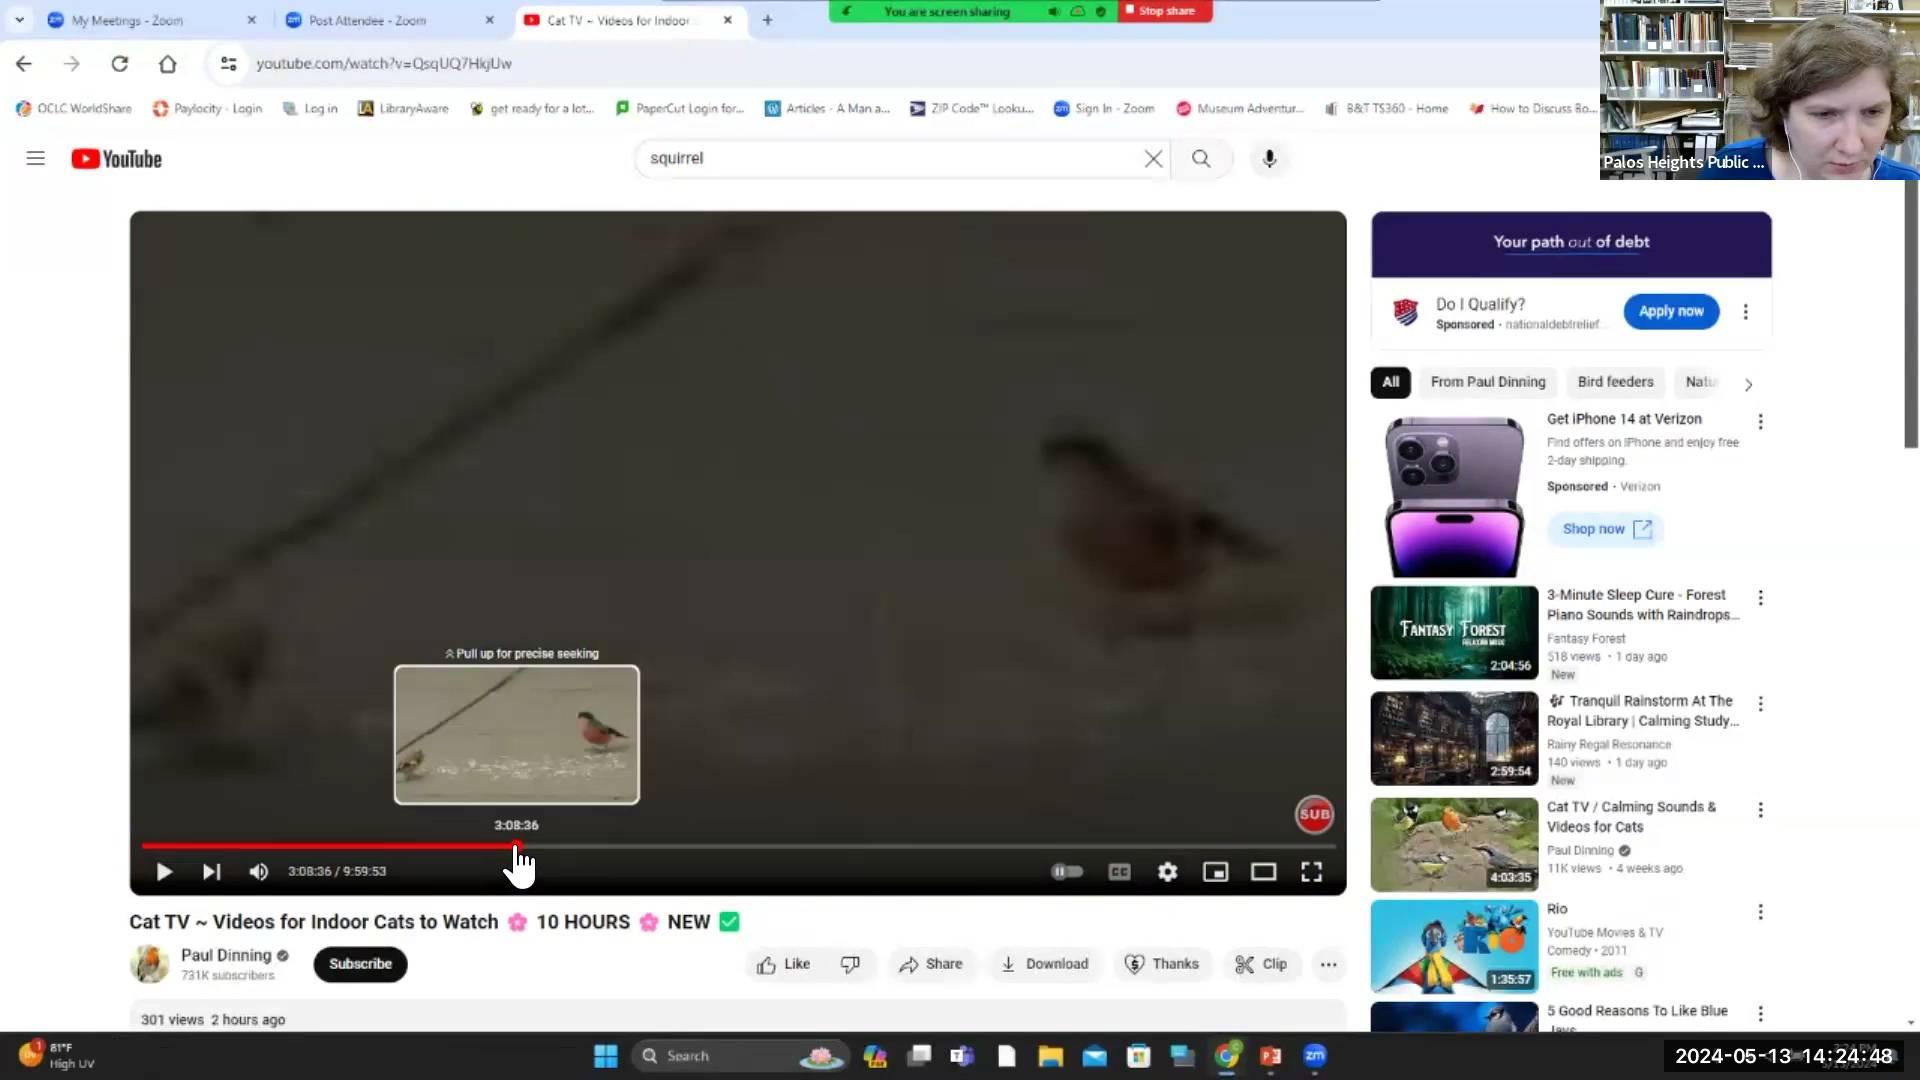 My Meetings - Zoom
Post Attendee - Zoom
Cat TV ~ Videos for Indoor
You are screen sharing
Stop share
youtube.com/watch?v=QsqUQ7HkjUw
OCLC WorldShare
Paylocity - Login
Log in
LibraryAware
get ready for a lot...
PaperCut Login for...
Articles - A Man a...
ZIP Code™ Looku...
Sign In - Zoom
Museum Adventur...
B&T TS360 - Home
How to Discuss Bo...
Palos Heights Public ...
YouTube
squirrel
Your path out of debt
Do I Qualify?
Sponsored · nationaldebtrelief...
Apply now
All
From Paul Dinning
Bird feeders
Natu
Get iPhone 14 at Verizon
Find offers on iPhone and enjoy free
2-day shipping.
Sponsored · Verizon
Shop now
FANTASY FOREST
2:04:56
3-Minute Sleep Cure - Forest
Piano Sounds with Raindrops...
Fantasy Forest
518 views · 1 day ago
New
2:59:54
Tranquil Rainstorm At The
Royal Library | Calming Study...
Rainy Regal Resonance
140 views · 1 day ago
New
4:03:35
Cat TV / Calming Sounds &
Videos for Cats
Paul Dinning
11K views · 4 weeks ago
RIO
1:35:57
Rio
YouTube Movies & TV
Comedy · 2011
Free with ads G
5 Good Reasons To Like Blue
Jays
Pull up for precise seeking
3:08:36
SUB
3:08:36 / 9:59:53
CC
Cat TV ~ Videos for Indoor Cats to Watch 🌸 10 HOURS 🌸 NEW ✅
Paul Dinning
731K subscribers
Subscribe
Like
Share
Download
Thanks
Clip
301 views 2 hours ago
81°F
High UV
Search
2024-05-13 14:24:48